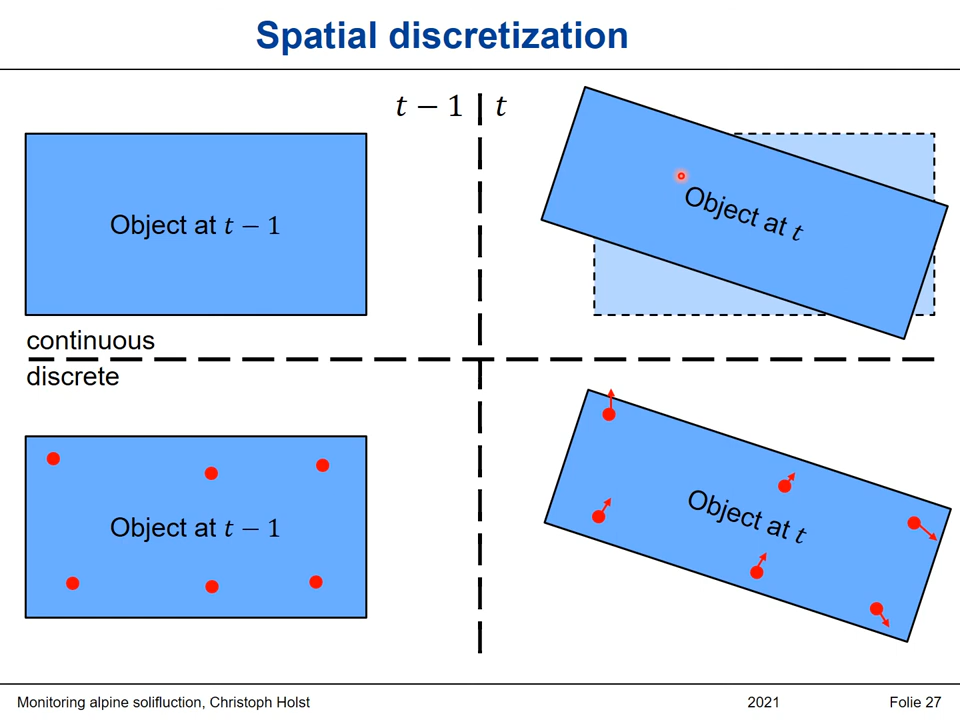 Spatial discretization
t − 1 | t
Object at t − 1
Object at t
continuous
discrete
Object at t − 1
Object at t
Monitoring alpine solifluction, Christoph Holst
2021
Folie 27